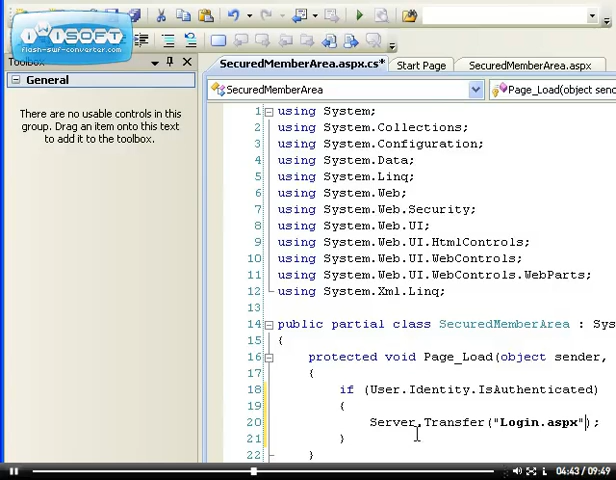 iWiSOFT
flash-swf-converter.com
Toolbox
General
There are no usable controls in this
group. Drag an item onto this text
to add it to the toolbox.
SecuredMemberArea.aspx.cs* Start Page SecuredMemberArea.aspx
SecuredMemberArea Page_Load(object sender
1 using System;
2 using System.Collections;
3 using System.Configuration;
4 using System.Data;
5 using System.Linq;
6 using System.Web;
7 using System.Web.Security;
8 using System.Web.UI;
9 using System.Web.UI.HtmlControls;
10 using System.Web.UI.WebControls;
11 using System.Web.UI.WebControls.WebParts;
12 using System.Xml.Linq;
13
14 public partial class SecuredMemberArea : Sys
15 {
16 protected void Page_Load(object sender,
17 {
18 if (User.Identity.IsAuthenticated)
19 {
20 Server.Transfer("Login.aspx");
21 }
22 }
04:43 / 09:49